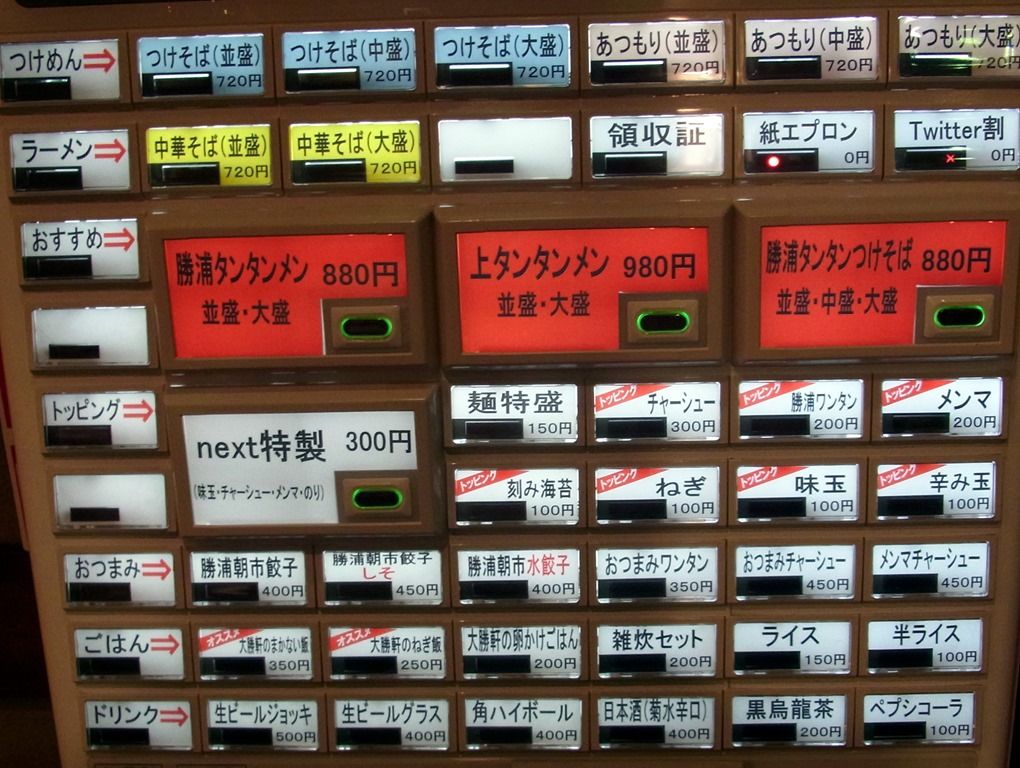 つけめん⇒
つけそば(並盛)
720円
つけそば(中盛)
720円
つけそば(大盛)
720円
あつもり(並盛)
720円
あつもり(中盛)
720円
あつもり(大盛)
720円
ラーメン⇒
中華そば(並盛)
720円
中華そば(大盛)
720円
領収証
紙エプロン
0円
Twitter割
0円
おすすめ⇒
勝浦タンタンメン 880円
並盛・大盛
上タンタンメン 980円
並盛・大盛
勝浦タンタンつけそば 880円
並盛・中盛・大盛
トッピング⇒
next特製 300円
(味玉・チャーシュー・メンマ・のり)
麺特盛
150円
トッピング
チャーシュー
300円
トッピング
勝浦ワンタン
200円
トッピング
メンマ
200円
トッピング
刻み海苔
100円
トッピング
ねぎ
100円
トッピング
味玉
100円
トッピング
辛み玉
100円
おつまみ⇒
勝浦朝市餃子
400円
勝浦朝市餃子
しそ
450円
勝浦朝市水餃子
400円
おつまみワンタン
350円
おつまみチャーシュー
450円
メンマチャーシュー
450円
ごはん⇒
オススメ
大勝軒のまかない飯
350円
オススメ
大勝軒のねぎ飯
250円
大勝軒の卵かけごはん
200円
雑炊セット
200円
ライス
150円
半ライス
100円
ドリンク⇒
生ビールジョッキ
500円
生ビールグラス
400円
角ハイボール
400円
日本酒(菊水辛口)
400円
黒烏龍茶
200円
ペプシコーラ
100円